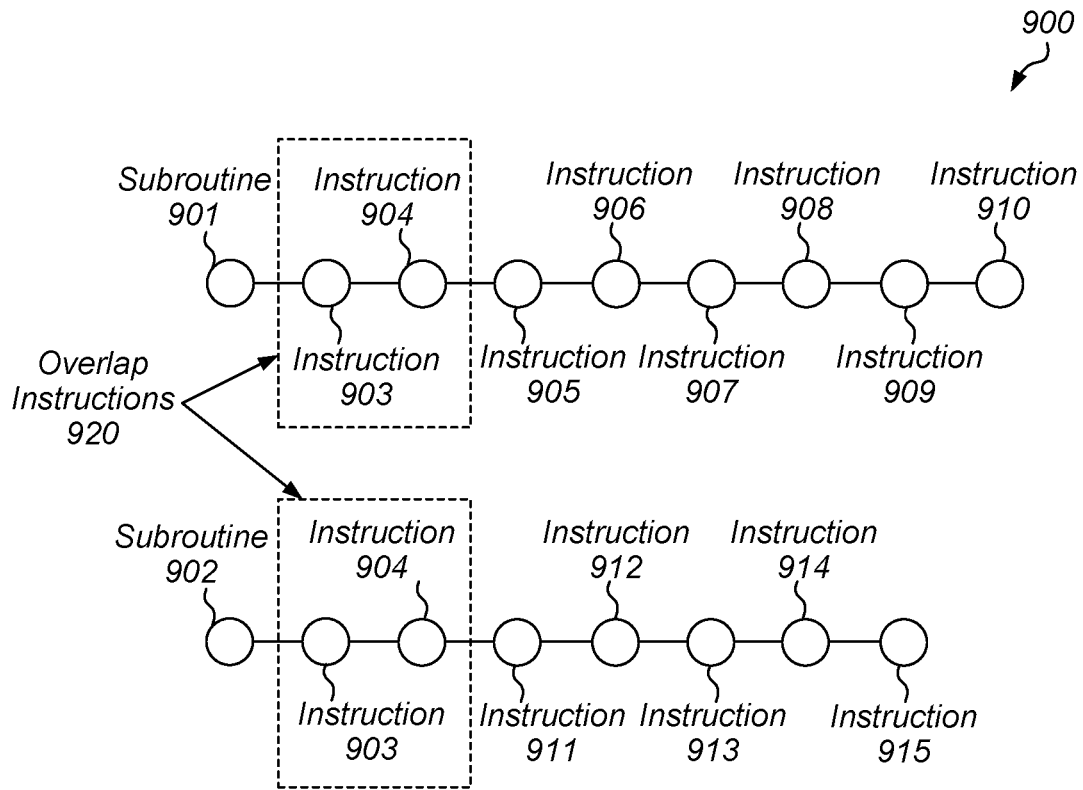 900
Subroutine
901
Instruction
904
Instruction
906
Instruction
908
Instruction
910
Instruction
903
Instruction
905
Instruction
907
Instruction
909
Overlap
Instructions
920
Subroutine
902
Instruction
904
Instruction
912
Instruction
914
Instruction
903
Instruction
911
Instruction
913
Instruction
915